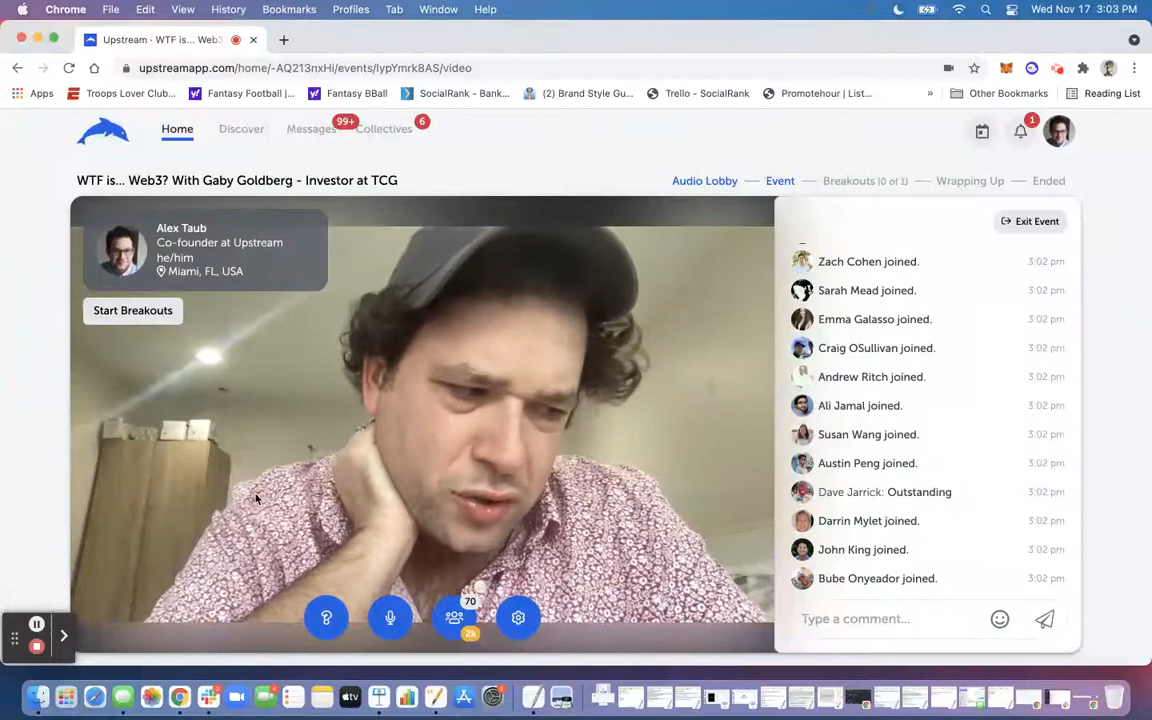 Chrome File Edit View History Bookmarks Profiles Tab Window Help Wed Nov 17 3:03 PM
Upstream · WTF is... Web3
upstreamapp.com/home/-AQ213nxHi/events/IypYmrk8AS/video
Apps Troops Lover Club... Fantasy Football |... Fantasy BBall SocialRank - Bank... (2) Brand Style Gu... Trello - SocialRank Promotehour | List... » Other Bookmarks Reading List
Home Discover Messages 99+ Collectives 6 1
WTF is... Web3? With Gaby Goldberg - Investor at TCG
Audio Lobby Event Breakouts (0 of 1) Wrapping Up Ended
Alex Taub
Co-founder at Upstream
he/him
Miami, FL, USA
Start Breakouts
70
2k
Exit Event
Zach Cohen joined. 3:02 pm
Sarah Mead joined. 3:02 pm
Emma Galasso joined. 3:02 pm
Craig OSullivan joined. 3:02 pm
Andrew Ritch joined. 3:02 pm
Ali Jamal joined. 3:02 pm
Susan Wang joined. 3:02 pm
Austin Peng joined. 3:02 pm
Dave Jarrick: Outstanding 3:02 pm
Darrin Mylet joined. 3:02 pm
John King joined. 3:02 pm
Bube Onyeador joined. 3:02 pm
Type a comment...